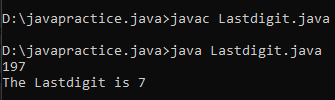 D:\javapractice.java>javac Lastdigit.java
D:\javapractice.java>java Lastdigit.java
197
The Lastdigit is 7